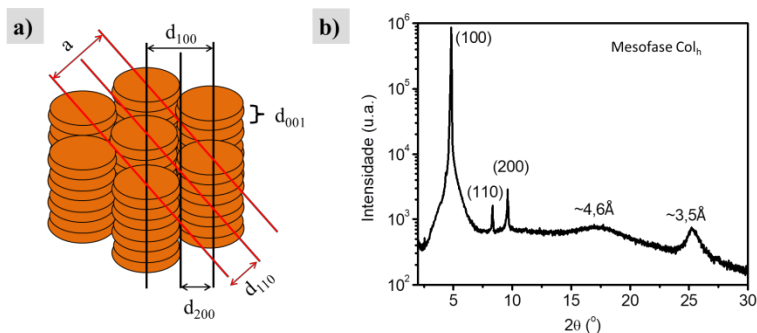 a)
d100
a
d001
d110
d200
b)
Mesofase Colh
(100)
(110)
(200)
~4,6Å
~3,5Å
Intensidade (u.a.)
10^6
10^5
10^4
10^3
10^2
5 10 15 20 25 30
2θ (°)